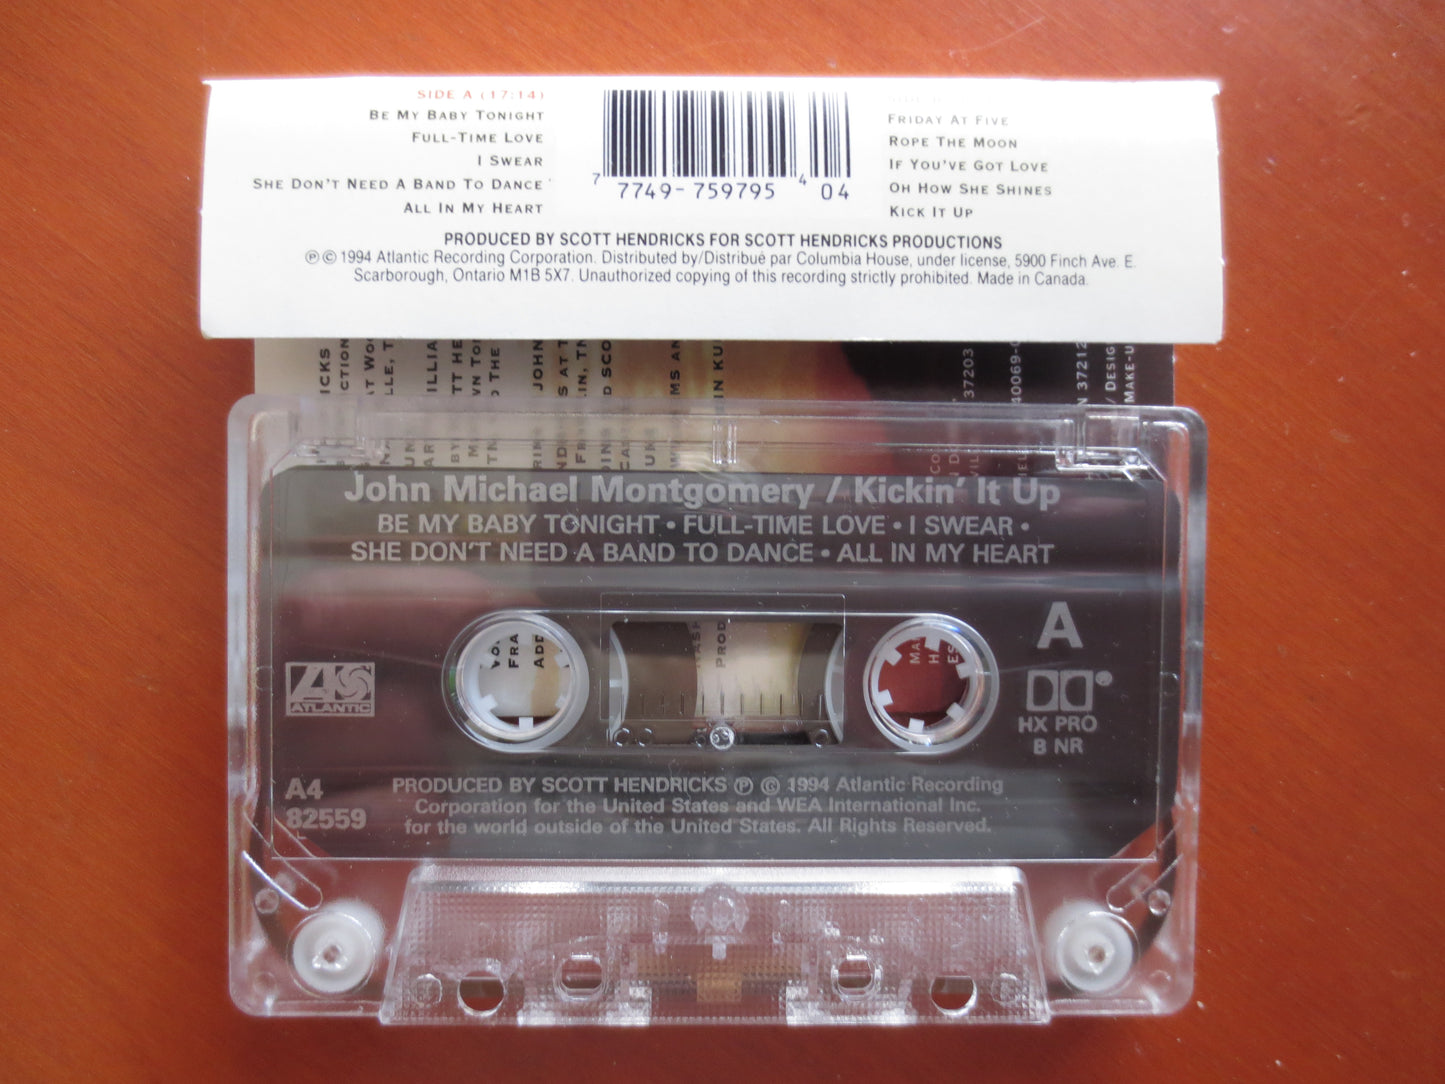 SIDE A (17:14)
BE MY BABY TONIGHT
FULL-TIME LOVE
I SWEAR
SHE DON'T NEED A BAND TO DANCE
ALL IN MY HEART
7 7749-759795 4 04
FRIDAY AT FIVE
ROPE THE MOON
IF YOU'VE GOT LOVE
OH HOW SHE SHINES
KICK IT UP
PRODUCED BY SCOTT HENDRICKS FOR SCOTT HENDRICKS PRODUCTIONS
℗ © 1994 Atlantic Recording Corporation. Distributed by/Distribué par Columbia House, under license, 5900 Finch Ave. E.
Scarborough, Ontario M1B 5X7. Unauthorized copying of this recording strictly prohibited. Made in Canada.
37203
37212
John Michael Montgomery / Kickin' It Up
BE MY BABY TONIGHT • FULL-TIME LOVE • I SWEAR •
SHE DON'T NEED A BAND TO DANCE • ALL IN MY HEART
A
ATLANTIC
HX PRO
B NR
FRA
ADD
PROD
A4
82559
PRODUCED BY SCOTT HENDRICKS ℗ © 1994 Atlantic Recording
Corporation for the United States and WEA International Inc.
for the world outside of the United States. All Rights Reserved.